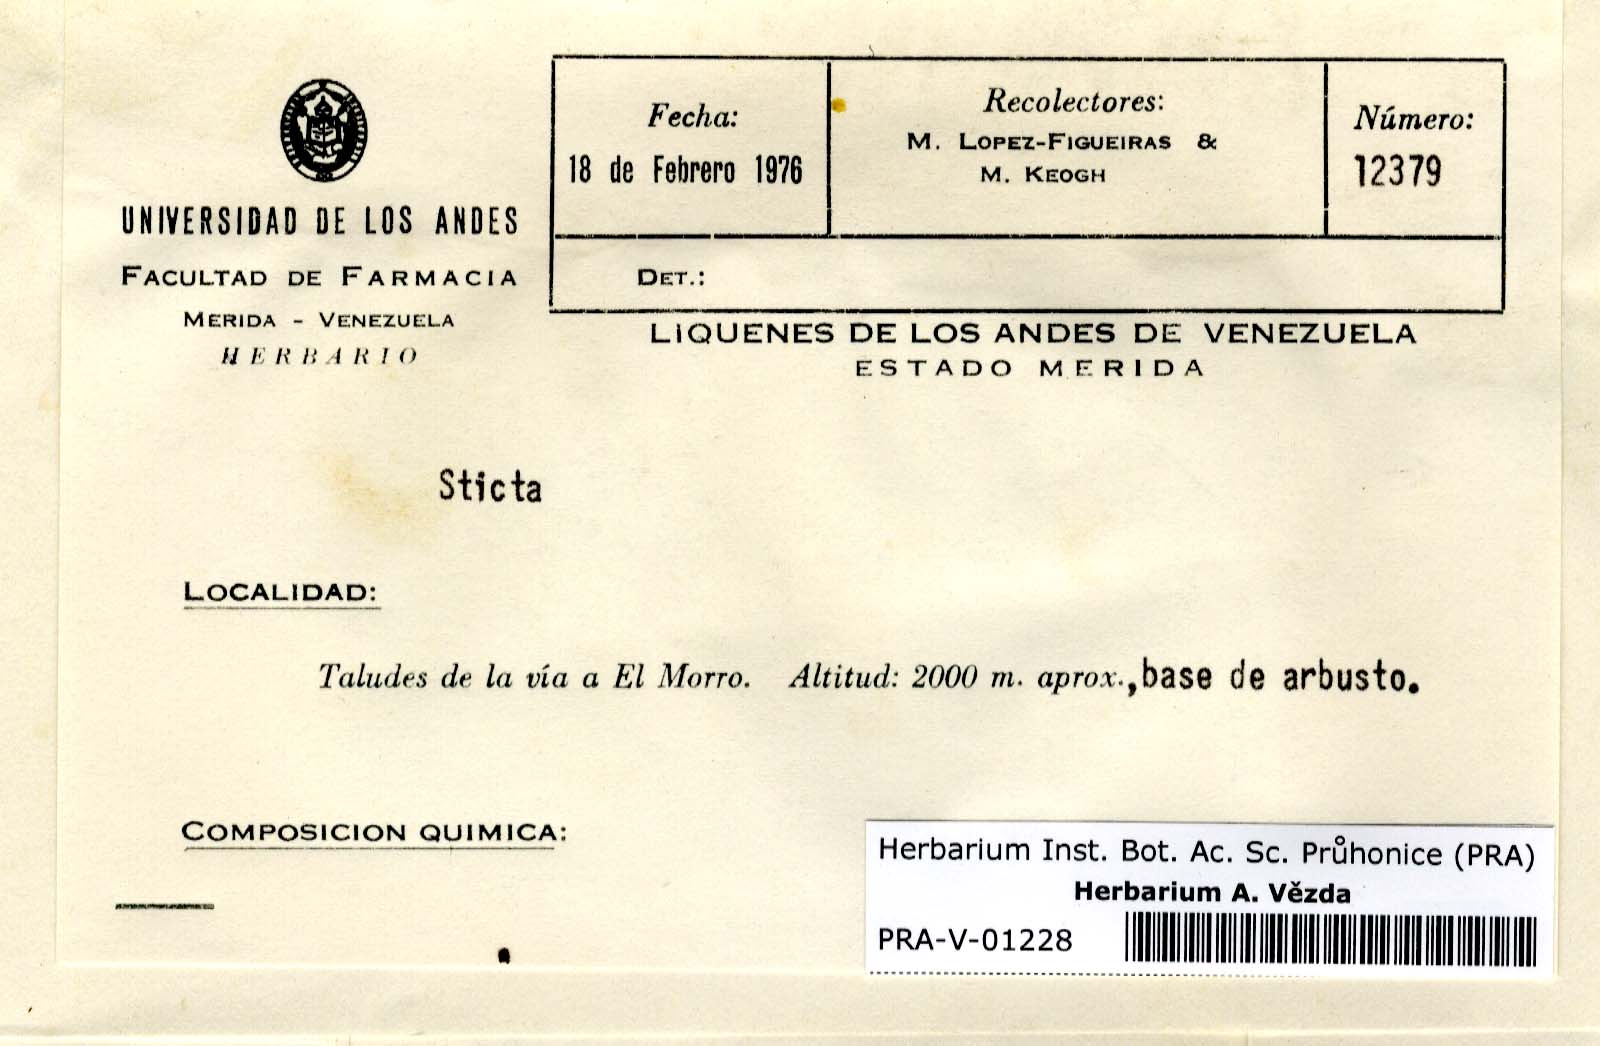 UNIVERSIDAD DE LOS ANDES
FACULTAD DE FARMACIA
MERIDA - VENEZUELA
HERBARIO
Fecha:
18 de Febrero 1976
Recolectores:
M. LOPEZ-FIGUEIRAS &
M. KEOGH
Número:
12379
DET.:
LIQUENES DE LOS ANDES DE VENEZUELA
ESTADO MERIDA
Sticta
LOCALIDAD:
Taludes de la vía a El Morro. Altitud: 2000 m. aprox.,base de arbusto.
COMPOSICION QUIMICA:
Herbarium Inst. Bot. Ac. Sc. Průhonice (PRA)
Herbarium A. Vězda
PRA-V-01228